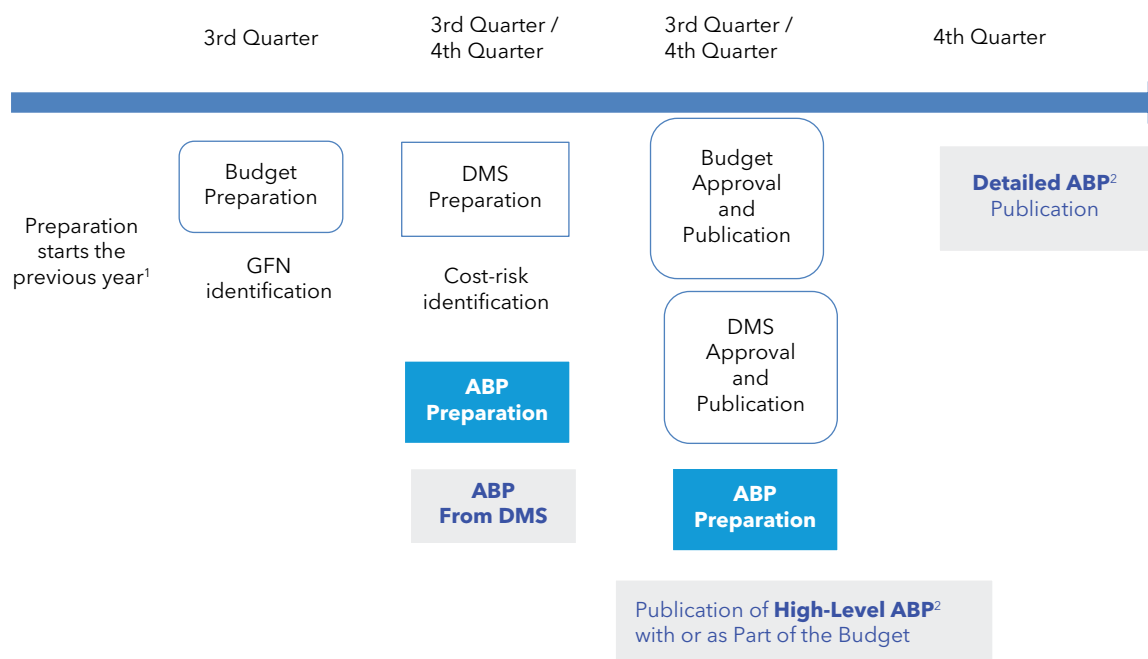 3rd Quarter
3rd Quarter /
4th Quarter
3rd Quarter /
4th Quarter
4th Quarter
Preparation
starts the
previous year¹
Budget
Preparation
GFN
identification
DMS
Preparation
Cost-risk
identification
ABP
Preparation
ABP
From DMS
Budget
Approval
and
Publication
DMS
Approval
and
Publication
ABP
Preparation
Publication of High-Level ABP²
with or as Part of the Budget
Detailed ABP²
Publication